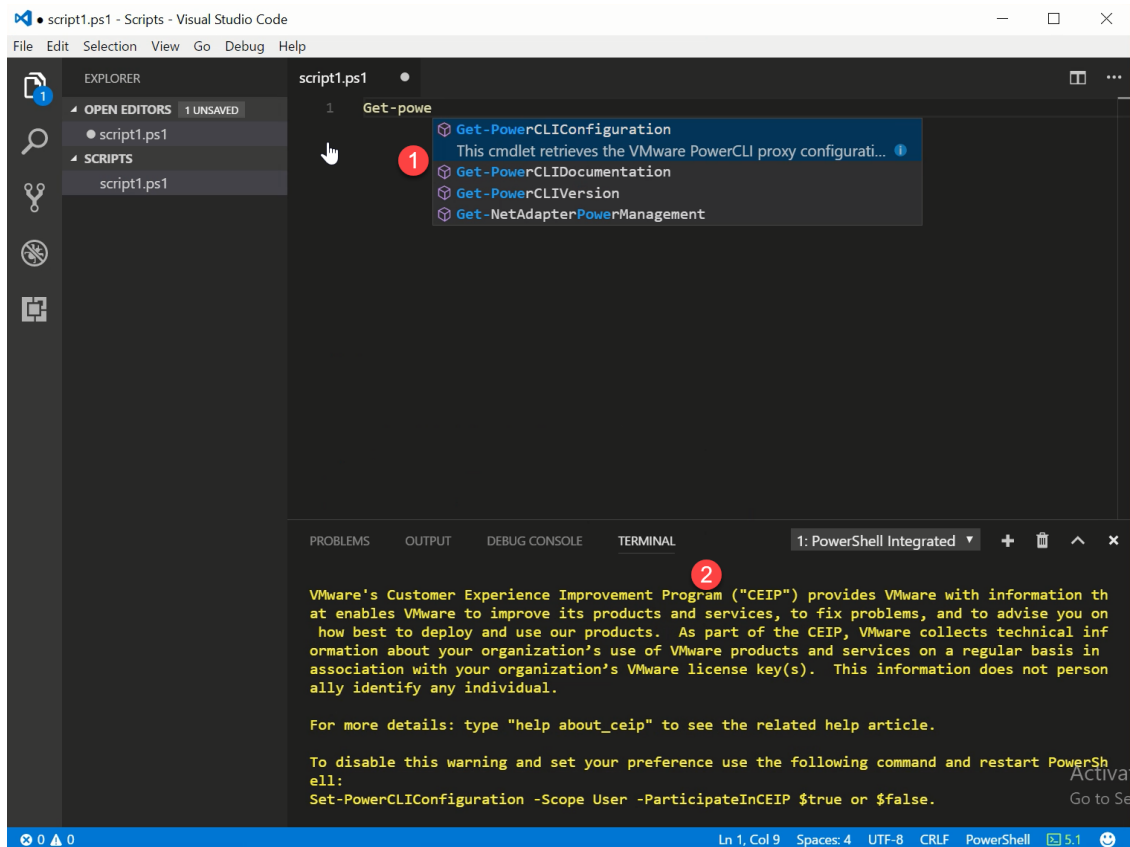 ● script1.ps1 - Scripts - Visual Studio Code
File Edit Selection View Go Debug Help
1
EXPLORER
OPEN EDITORS 1 UNSAVED
● script1.ps1
SCRIPTS
script1.ps1
script1.ps1 ●
1 Get-powe
1
Get-PowerCLIConfiguration
This cmdlet retrieves the VMware PowerCLI proxy configurati...
Get-PowerCLIDocumentation
Get-PowerCLIVersion
Get-NetAdapterPowerManagement
PROBLEMS OUTPUT DEBUG CONSOLE TERMINAL 1: PowerShell Integrated
2
VMware's Customer Experience Improvement Program ("CEIP") provides VMware with information th
at enables VMware to improve its products and services, to fix problems, and to advise you on
how best to deploy and use our products.  As part of the CEIP, VMware collects technical inf
ormation about your organization’s use of VMware products and services on a regular basis in
association with your organization’s VMware license key(s).  This information does not person
ally identify any individual.
For more details: type "help about_ceip" to see the related help article.
To disable this warning and set your preference use the following command and restart PowerSh
ell:
Set-PowerCLIConfiguration -Scope User -ParticipateInCEIP $true or $false.
Activa
Go to Se
0 0 Ln 1, Col 9 Spaces: 4 UTF-8 CRLF PowerShell 5.1